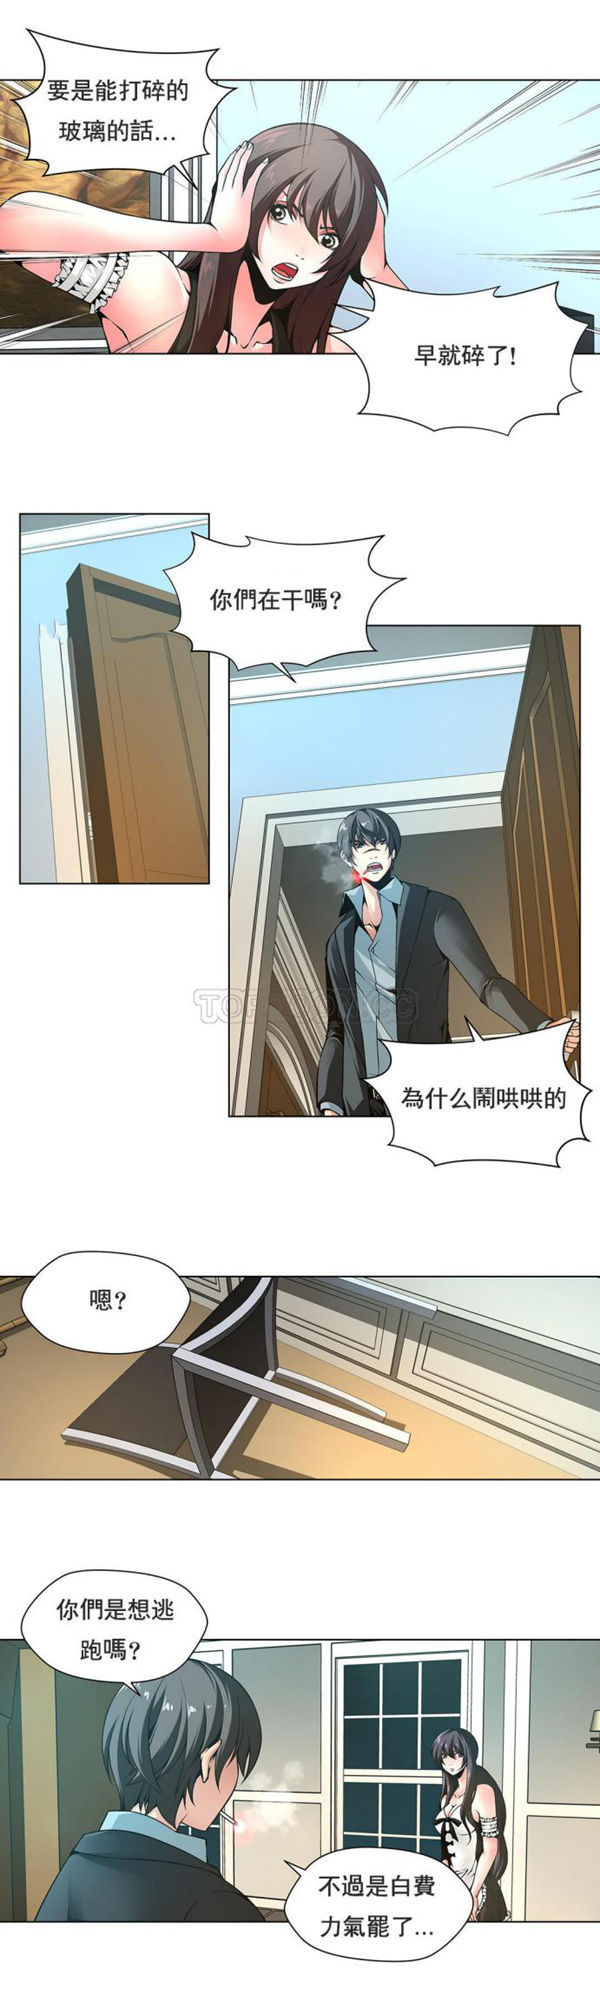 要是能打碎的
玻璃的話...
早就碎了!
你們在干嗎?
為什么鬧哄哄的
嗯?
你們是想逃
跑嗎?
不過是白費
力氣罷了...